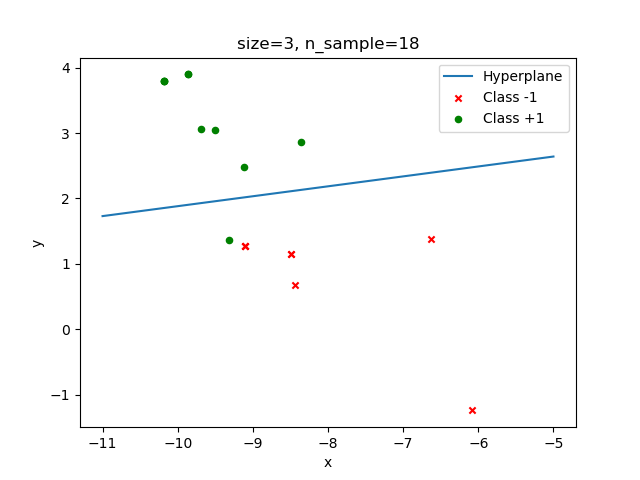 size=3, n_sample=18
Hyperplane
Class -1
Class +1
4
3
2
1
0
−1
y
−11
−10
−9
−8
−7
−6
−5
x